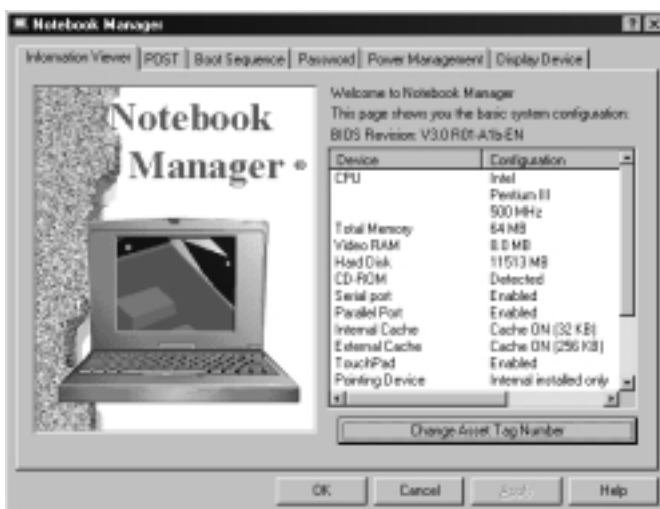 Notebook Manager
Information Viewer POST Boot Sequence Password Power Management Display Device
Notebook
Manager
Welcome to Notebook Manager
This page shows you the basic system configuration:
BIOS Revision: V3.0 R01-A1b-EN
Device Configuration
CPU Intel
Pentium III
500 MHz
Total Memory 64 MB
Video RAM 8.0 MB
Hard Disk 11513 MB
CD-ROM Detected
Serial port Enabled
Parallel Port Enabled
Internal Cache Cache ON (32 KB)
External Cache Cache ON (256 KB)
TouchPad Enabled
Pointing Device Internal installed only
Change Asset Tag Number
OK Cancel Apply Help